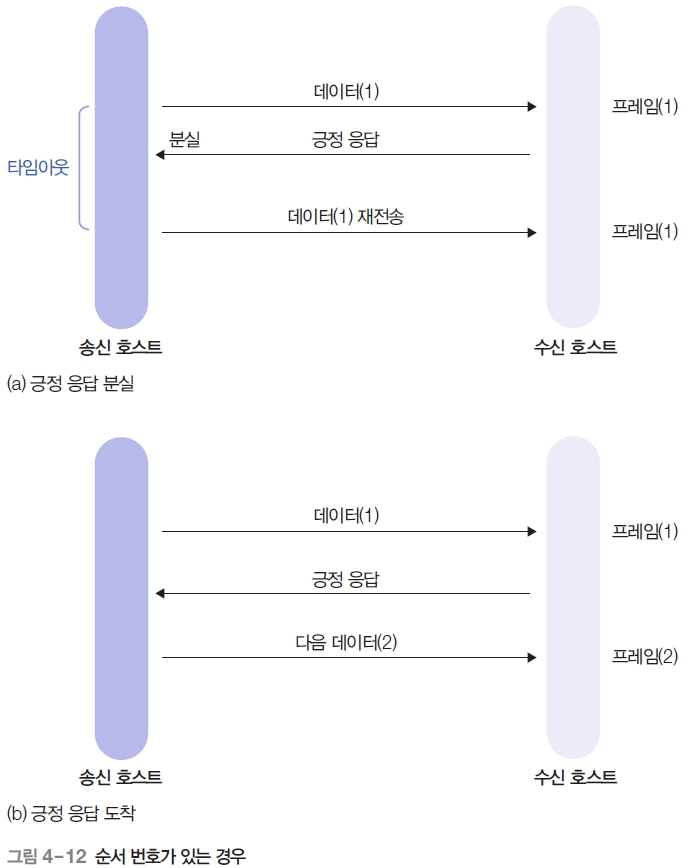 데이터(1)
프레임(1)
분실
긍정 응답
타임아웃
데이터(1) 재전송
프레임(1)
송신 호스트
수신 호스트
(a) 긍정 응답 분실
데이터(1)
프레임(1)
긍정 응답
다음 데이터(2)
프레임(2)
송신 호스트
수신 호스트
(b) 긍정 응답 도착
그림 4-12 순서 번호가 있는 경우